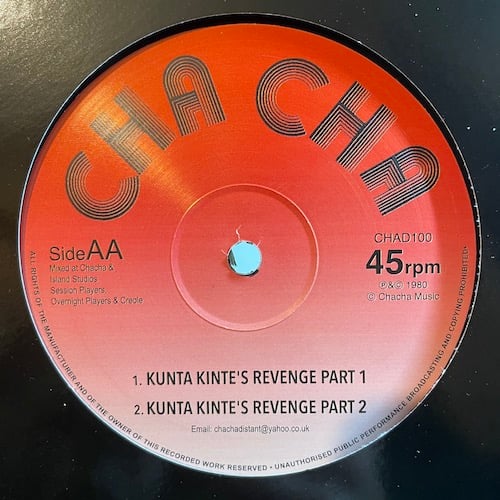 CHA CHA
Side AA
Mixed at Chacha &
Island Studios
Session Players,
Overnight Players & Creole
CHAD100
45rpm
℗&© 1980
© Chacha Music
1. KUNTA KINTE'S REVENGE PART 1
2. KUNTA KINTE'S REVENGE PART 2
Email: chachadistant@yahoo.co.uk
ALL RIGHTS OF THE MANUFACTURER AND OF THE OWNER OF THIS RECORDED WORK RESERVED • UNAUTHORISED PUBLIC PERFORMANCE BROADCASTING AND COPYING PROHIBITED•